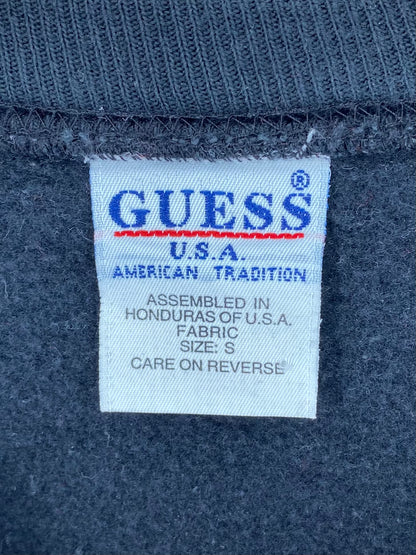 GUESS®
U.S.A.
AMERICAN TRADITION
ASSEMBLED IN
HONDURAS OF U.S.A.
FABRIC
SIZE: S
CARE ON REVERSE